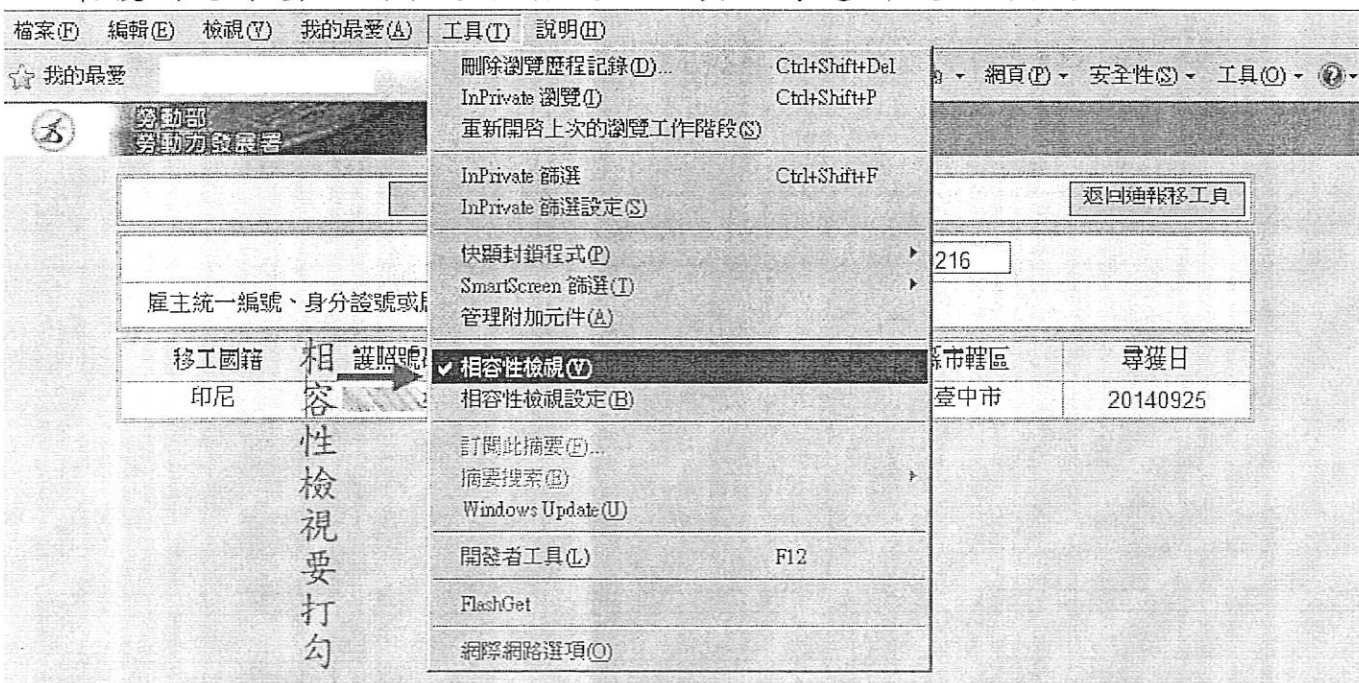 檔案(F) 編輯(E) 檢視(V) 我的最愛(A) 工具(T) 說明(H)
我的最愛
網頁(P) 安全性(S) 工具(O)
勞動部
勞動力發展署
刪除瀏覽歷程記錄(D)... Ctrl+Shift+Del
InPrivate 瀏覽(I) Ctrl+Shift+P
重新開啓上次的瀏覽工作階段(S)
InPrivate 篩選 Ctrl+Shift+F
InPrivate 篩選設定(S)
返回通報移工頁
快顯封鎖程式(P)
216
SmartScreen 篩選(T)
雇主統一編號、身分證號或
管理附加元件(A)
移工國籍 護照號 相容性檢視(V) 市轄區 尋獲日
印尼 相容性檢視設定(B) 臺中市 20140925
訂閱此摘要(F)...
摘要搜索(E)
Windows Update(U)
開發者工具(L) F12
FlashGet
網際網路選項(O)
相容性檢視要打勾